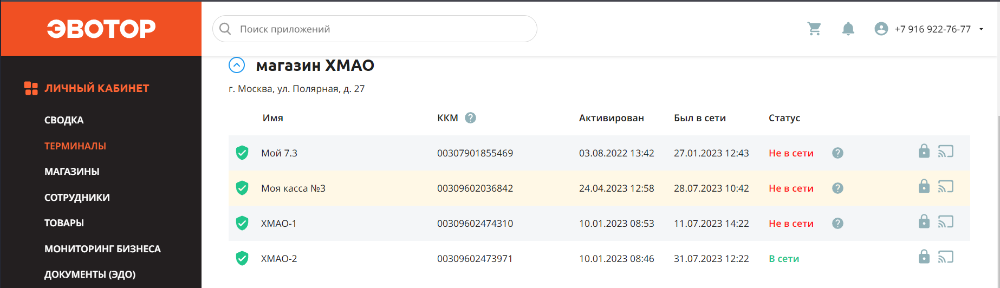 ЭВОТОР
Поиск приложений
+7 916 922-76-77
ЛИЧНЫЙ КАБИНЕТ
СВОДКА
ТЕРМИНАЛЫ
МАГАЗИНЫ
СОТРУДНИКИ
ТОВАРЫ
МОНИТОРИНГ БИЗНЕСА
ДОКУМЕНТЫ (ЭДО)
магазин ХМАО
г. Москва, ул. Полярная, д. 27
Имя ККМ ? Активирован Был в сети Статус
Мой 7.3 00307901855469 03.08.2022 13:42 27.01.2023 12:43 Не в сети ?
Моя касса №3 00309602036842 24.04.2023 12:58 28.07.2023 10:42 Не в сети ?
ХМАО-1 00309602474310 10.01.2023 08:53 11.07.2023 14:22 Не в сети ?
ХМАО-2 00309602473971 10.01.2023 08:46 31.07.2023 12:22 В сети